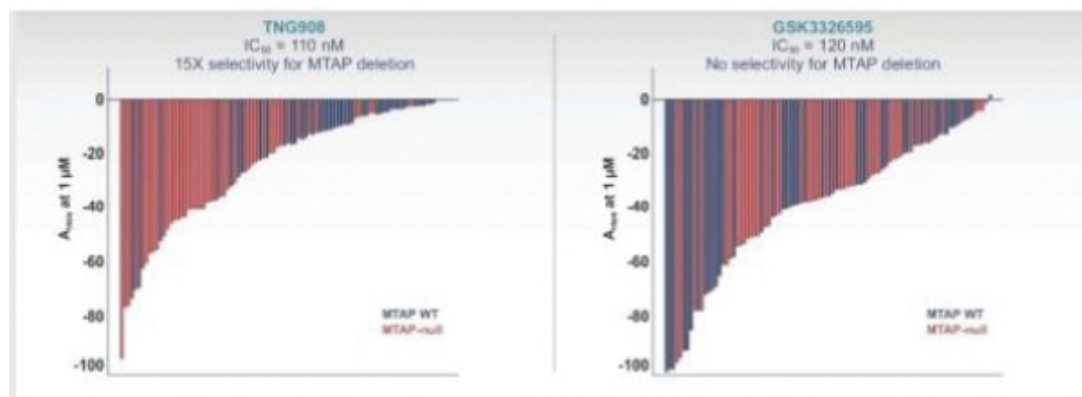 TNG908
IC₅₀ = 110 nM
15X selectivity for MTAP deletion
0
-20
-40
-60
-80
-100
at 1 µM
MTAP WT
MTAP-null
GSK3326595
IC₅₀ = 120 nM
No selectivity for MTAP deletion
0
-20
-40
-60
-80
-100
at 1 µM
MTAP WT
MTAP-null